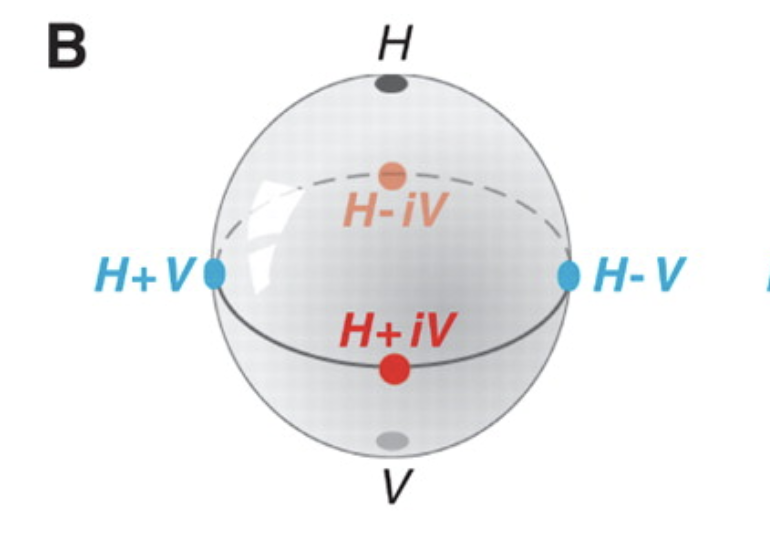 B
H
H- iV
H+V
H- V
H+ iV
V